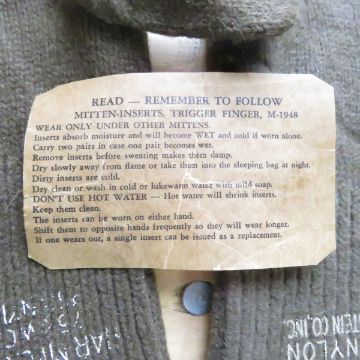 READ — REMEMBER TO FOLLOW
MITTEN-INSERTS, TRIGGER FINGER, M-1948
WEAR ONLY UNDER OTHER MITTENS.
Inserts absorb moisture and will become WET and cold if worn alone.
Carry two pairs in case one pair becomes wet.
Remove inserts before sweating makes them damp.
Dry slowly away from flame or take them into the sleeping bag at night.
Dirty inserts are cold.
Dry clean or wash in cold or lukewarm water with mild soap.
DON'T USE HOT WATER — Hot water will shrink inserts.
Keep them clean.
The inserts can be worn on either hand.
Shift them to opposite hands frequently so they will wear longer.
If one wears out, a single insert can be issued as a replacement.
NYLON
STEIN CO., INC.